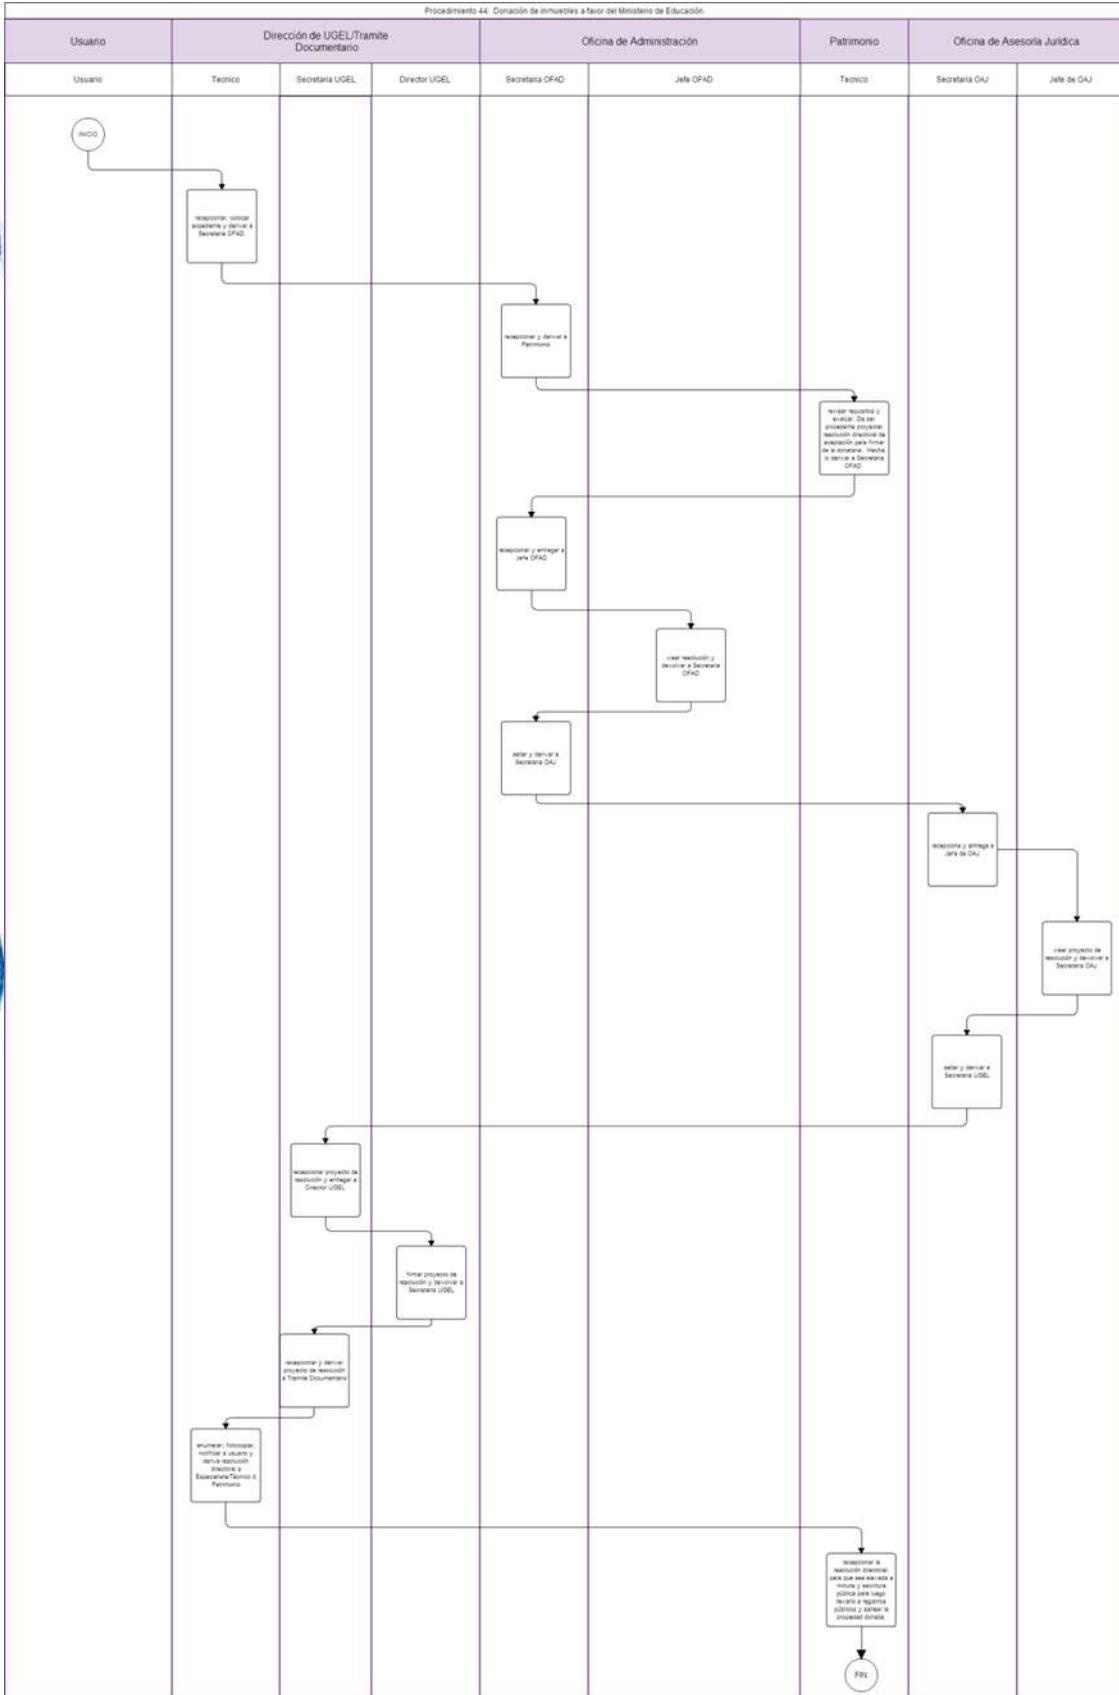 Procedimiento 44: Donación de inmuebles a favor del Ministerio de Educación.
Usuario
Dirección de UGEL/Tramite
Documentario
Oficina de Administración
Patrimonio
Oficina de Asesoría Jurídica
Usuario
Tecnico
Secretaria UGEL
Director UGEL
Secretaria OFAD
Jefe OFAD
Tecnico
Secretaria OAJ
Jefe de OAJ
INICIO
recepcionar, colocar
expediente y derivar a
Secretaria OFAD.
recepcionar y derivar a
Patrimonio
revisar requisitos y
evaluar. De ser
procedente proyectar
resolución directoral de
aceptación para firmar
de la donataria. Hecha
lo derivar a Secretaria
OFAD.
recepcionar y entregar a
Jefe OFAD
visar resolución y
devolver a Secretaria
OFAD
sellar y derivar a
Secretaria OAJ
recepciona y entrega a
Jefe de OAJ
visar proyecto de
resolución y devolver a
Secretaria OAJ
sellar y derivar a
Secretaria UGEL
recepcionar proyecto de
resolución y entregar a
Director UGEL
firmar proyecto de
resolución y devolver a
Secretaria UGEL
recepcionar y derivar
proyecto de resolución
a Tramite Documentario
enumerar, fotocopiar,
notificar a usuario y
deriva resolución
directoral a
Especialista/Técnico
Patrimonio
recepcionar la
resolución directoral,
para que sea elevada a
minuta y escritura
pública para luego
llevarlo a registros
públicos y sanear la
propiedad donada.
FIN